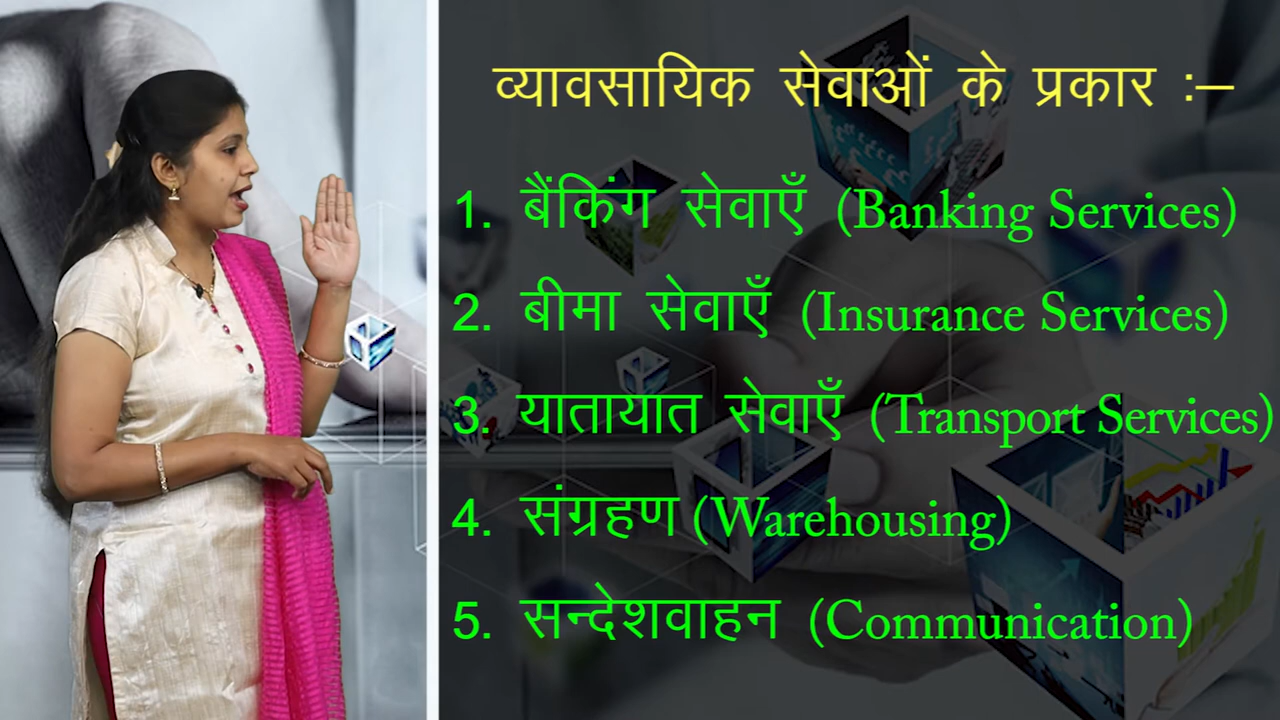 व्यावसायिक सेवाओं के प्रकार :–
1. बैंकिंग सेवाएँ (Banking Services)
2. बीमा सेवाएँ (Insurance Services)
3. यातायात सेवाएँ (Transport Services)
4. संग्रहण (Warehousing)
5. सन्देशवाहन (Communication)